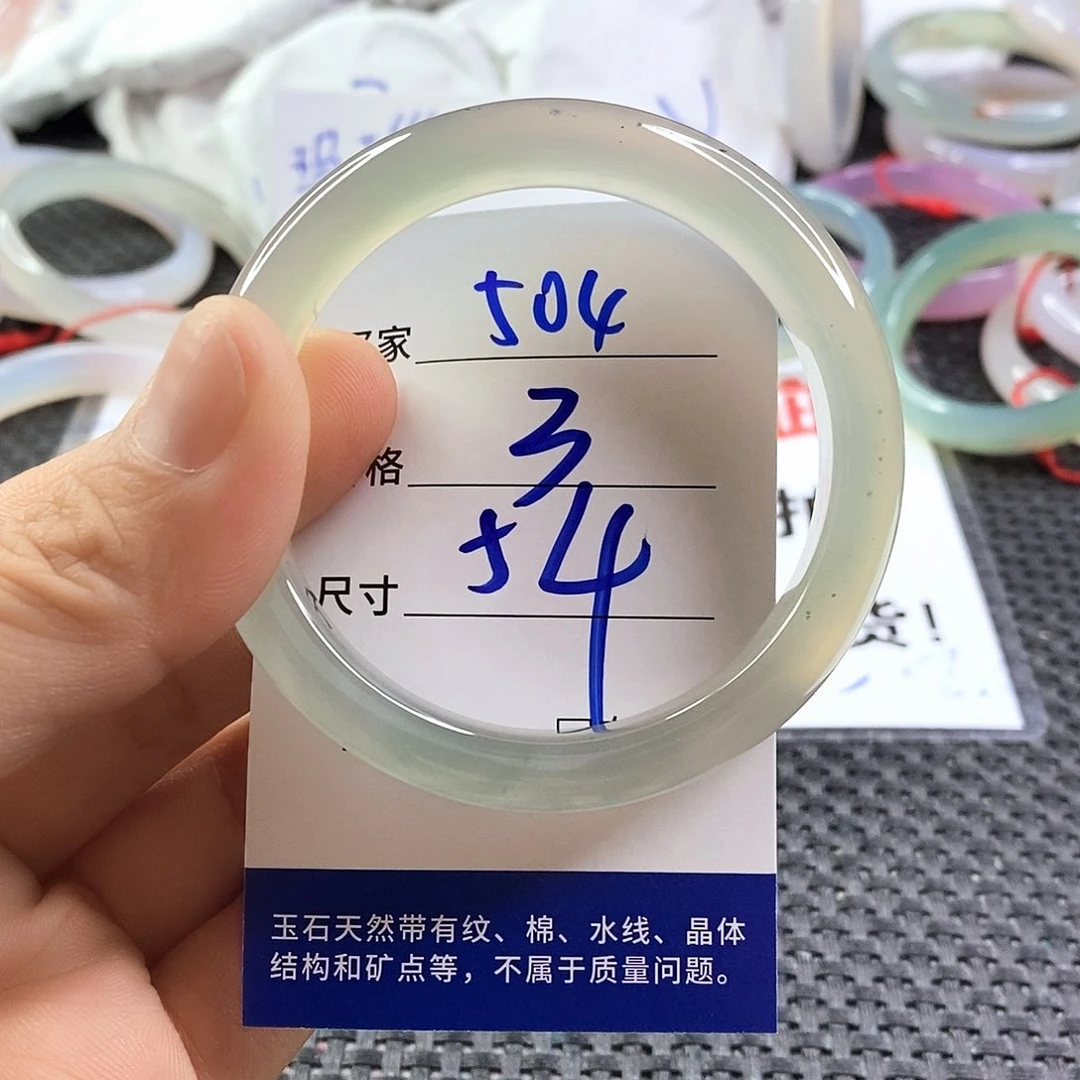 家 504
格 3
尺寸 54
玉石天然带有纹、棉、水线、晶体
结构和矿点等，不属于质量问题。